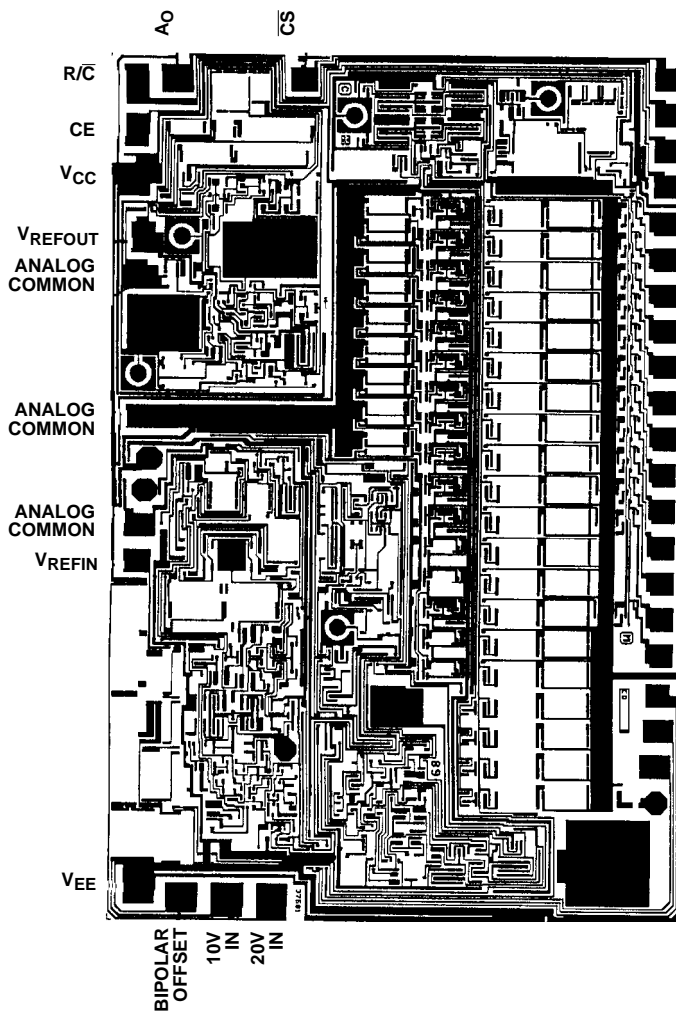 AO
CS
R/C
CE
VCC
VREFOUT
ANALOG
COMMON
ANALOG
COMMON
ANALOG
COMMON
VREFIN
VEE
BIPOLAR
OFFSET
10V
IN
20V
IN
89